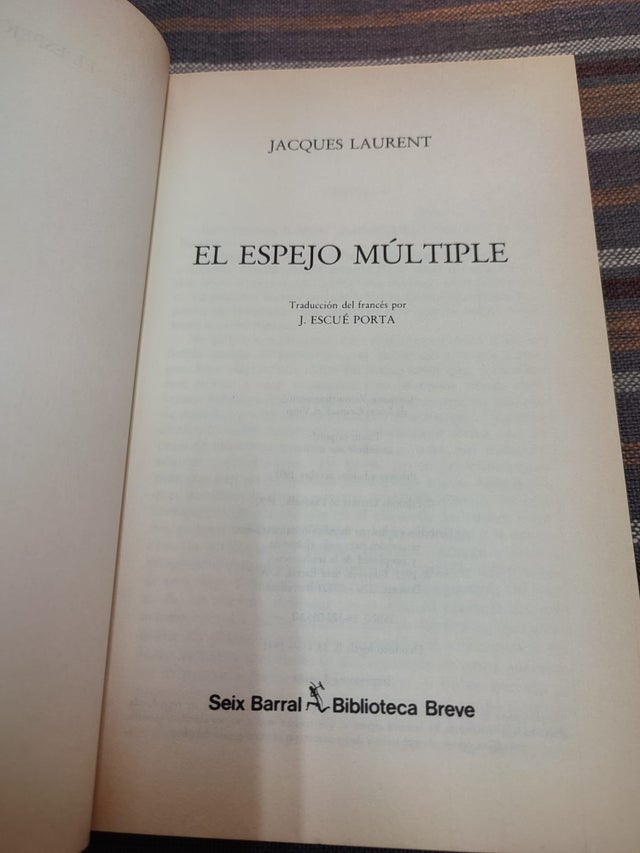 JACQUES LAURENT
EL ESPEJO MÚLTIPLE
Traducción del francés por
J. ESCUÉ PORTA
Seix Barral Biblioteca Breve